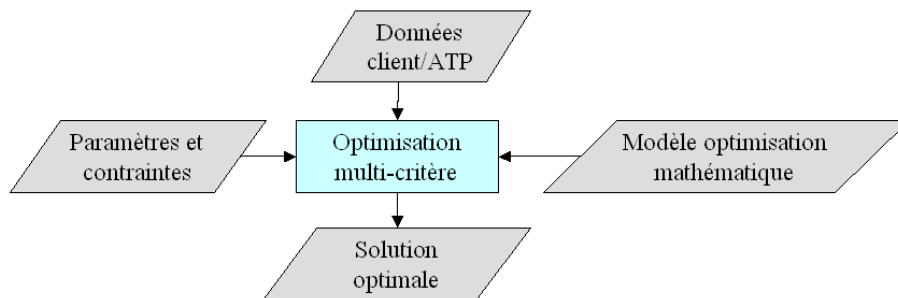 Données
client/ATP
Paramètres et
contraintes
Optimisation
multi-critère
Modèle optimisation
mathématique
Solution
optimale